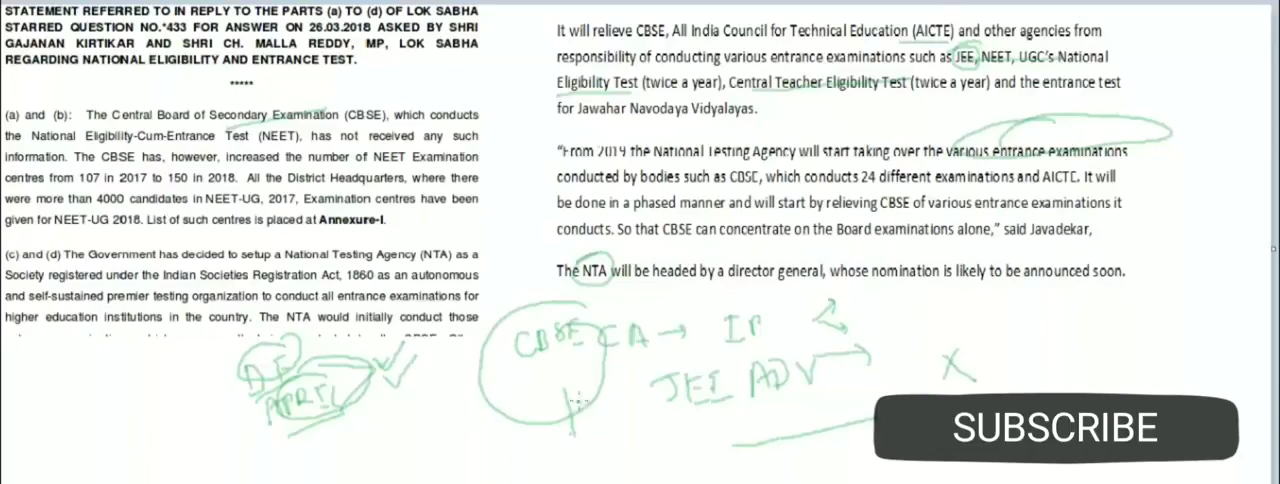 STATEMENT REFERRED TO IN REPLY TO THE PARTS (a) TO (d) OF LOK SABHA
STARRED QUESTION NO.*433 FOR ANSWER ON 26.03.2018 ASKED BY SHRI
GAJANAN KIRTIKAR AND SHRI CH. MALLA REDDY, MP, LOK SABHA
REGARDING NATIONAL ELIGIBILITY AND ENTRANCE TEST.
*****
(a) and (b): The Central Board of Secondary Examination (CBSE), which conducts
the National Eligibility-Cum-Entrance Test (NEET), has not received any such
information. The CBSE has, however, increased the number of NEET Examination
centres from 107 in 2017 to 150 in 2018. All the District Headquarters, where there
were more than 4000 candidates in NEET-UG, 2017, Examination centres have been
given for NEET-UG 2018. List of such centres is placed at Annexure-I.
(c) and (d) The Government has decided to setup a National Testing Agency (NTA) as a
Society registered under the Indian Societies Registration Act, 1860 as an autonomous
and self-sustained premier testing organization to conduct all entrance examinations for
higher education institutions in the country. The NTA would initially conduct those
It will relieve CBSE, All India Council for Technical Education (AICTE) and other agencies from
responsibility of conducting various entrance examinations such as JEE, NEET, UGC's National
Eligibility Test (twice a year), Central Teacher Eligibility Test (twice a year) and the entrance test
for Jawahar Navodaya Vidyalayas.
"From 2019 the National Testing Agency will start taking over the various entrance examinations
conducted by bodies such as CBSE, which conducts 24 different examinations and AICTE. It will
be done in a phased manner and will start by relieving CBSE of various entrance examinations it
conducts. So that CBSE can concentrate on the Board examinations alone," said Javadekar,
The NTA will be headed by a director general, whose nomination is likely to be announced soon.
CBSE CA → 
JEE ADV →
SUBSCRIBE